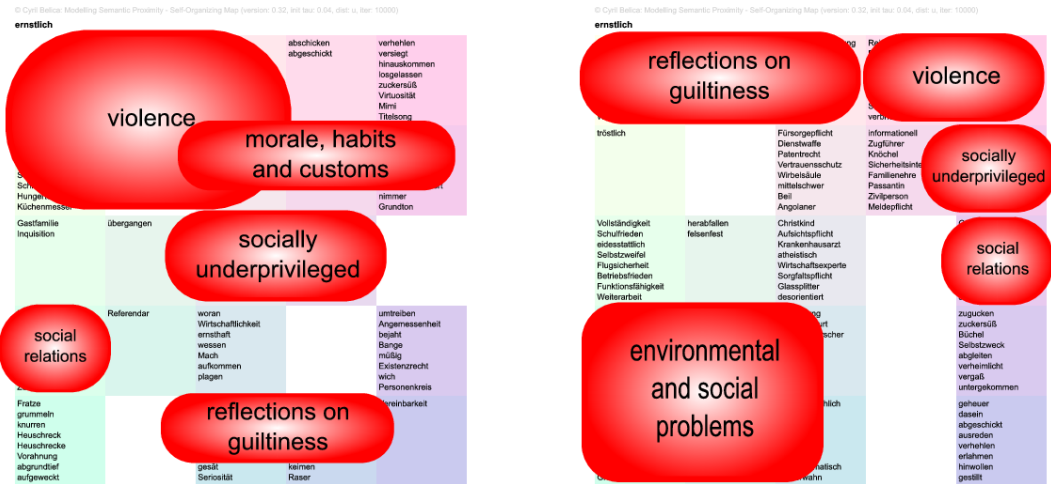 © Cyril Belica: Modelling Semantic Proximity - Self-Organizing Map (version: 0.32, init tau: 0.04, dist: u, iter: 10000)
ernstlich
abschicken
abgeschickt
verhehlen
versiegt
hinauskommen
losgelassen
zuckersüß
Virtuosität
Mimi
Titelsong
violence
morale, habits
and customs
nimmer
Grundton
Küchenmesser
Gastfamilie
Inquisition
übergangen
socially
underprivileged
social
relations
Referendar
woran
Wirtschaftlichkeit
ernsthaft
wessen
Mach
aufkommen
plagen
umtreiben
Angemessenheit
bejaht
Bange
müßig
Existenzrecht
wich
Personenkreis
Fratze
grummeln
knurren
Heuschreck
Heuschrecke
Vorahnung
abgrundtief
aufgeweckt
reflections on
guiltiness
gesät
Seriosität
keimen
Raser
© Cyril Belica: Modelling Semantic Proximity - Self-Organizing Map (version: 0.32, init tau: 0.04, dist: u, iter: 10000)
ernstlich
reflections on
guiltiness
violence
tröstlich
Fürsorgepflicht
Dienstwaffe
Patentrecht
Vertrauensschutz
Wirbelsäule
mittelschwer
Beil
Angolaner
informationell
Zugführer
Knöchel
Familienehre
Passantin
Zivilperson
Meldepflicht
socially
underprivileged
Vollständigkeit
Schulfrieden
eidesstattlich
Selbstzweifel
Flugsicherheit
Betriebsfrieden
Funktionsfähigkeit
Weiterarbeit
herabfallen
felsenfest
Christkind
Aufsichtspflicht
Krankenhausarzt
atheistisch
Wirtschaftsexperte
Sorgfaltspflicht
Glassplitter
desorientiert
social
relations
environmental
and social
problems
zugucken
zuckersüß
Büchel
Selbstzweck
abgleiten
verheimlicht
vergaß
untergekommen
geheuer
dasein
abgeschickt
ausreden
verhehlen
erlahmen
hinwollen
gestillt